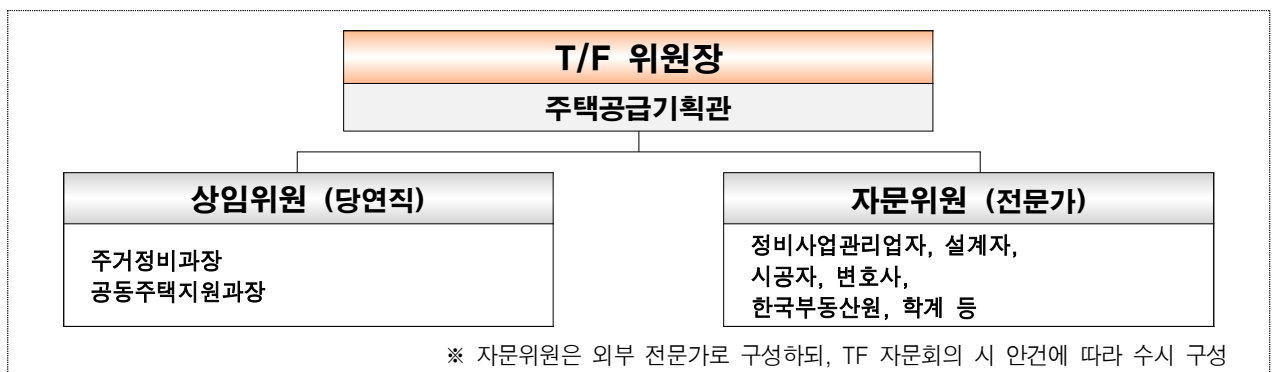 T/F 위원장
주택공급기획관
상임위원 (당연직)
주거정비과장
공동주택지원과장
자문위원 (전문가)
정비사업관리업자, 설계자,
시공자, 변호사,
한국부동산원, 학계 등
※ 자문위원은 외부 전문가로 구성하되, TF 자문회의 시 안건에 따라 수시 구성